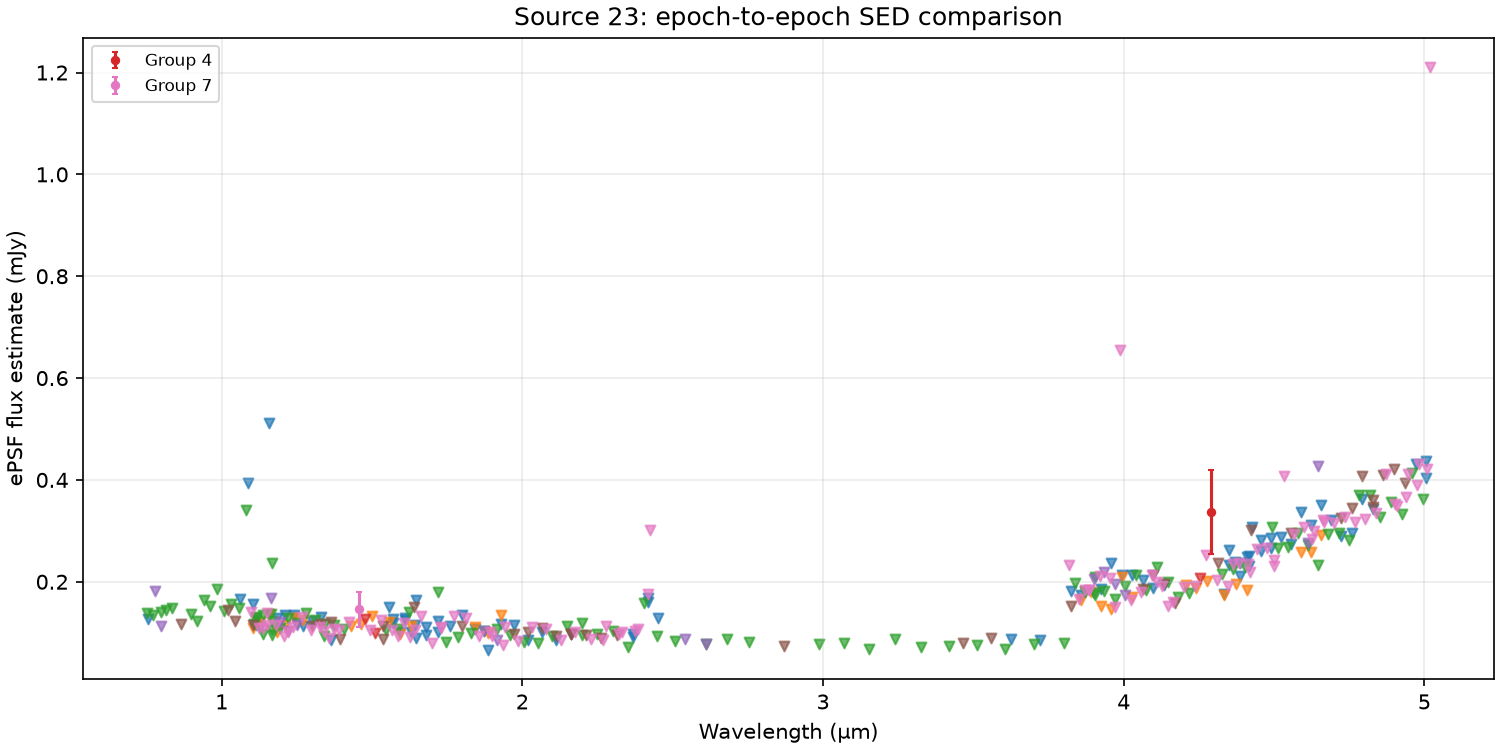 Source 23: epoch-to-epoch SED comparison
Group 4
Group 7
ePSF flux estimate (mJy)
1.2
1.0
0.8
0.6
0.4
0.2
1 2 3 4 5
Wavelength (μm)